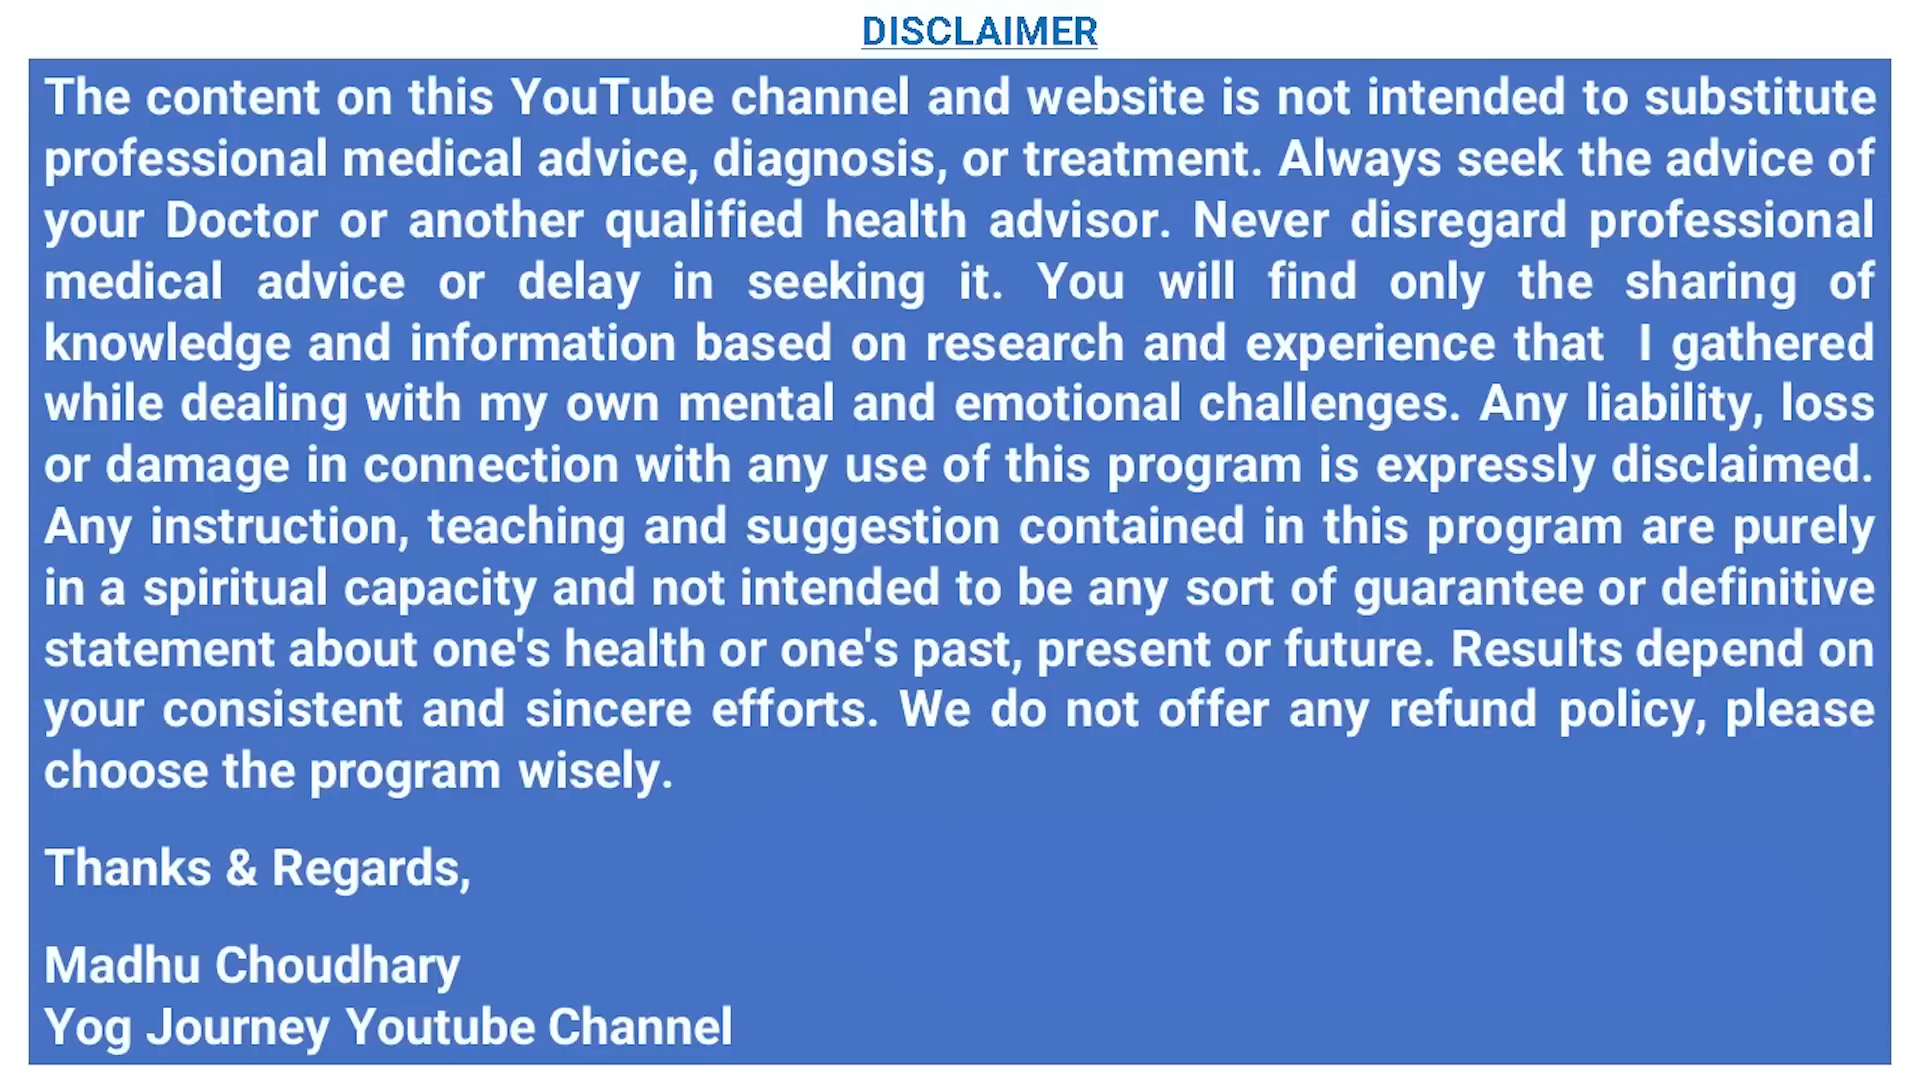 DISCLAIMER
The content on this YouTube channel and website is not intended to substitute
professional medical advice, diagnosis, or treatment. Always seek the advice of
your Doctor or another qualified health advisor. Never disregard professional
medical advice or delay in seeking it. You will find only the sharing of
knowledge and information based on research and experience that I gathered
while dealing with my own mental and emotional challenges. Any liability, loss
or damage in connection with any use of this program is expressly disclaimed.
Any instruction, teaching and suggestion contained in this program are purely
in a spiritual capacity and not intended to be any sort of guarantee or definitive
statement about one's health or one's past, present or future. Results depend on
your consistent and sincere efforts. We do not offer any refund policy, please
choose the program wisely.
Thanks & Regards,
Madhu Choudhary
Yog Journey Youtube Channel